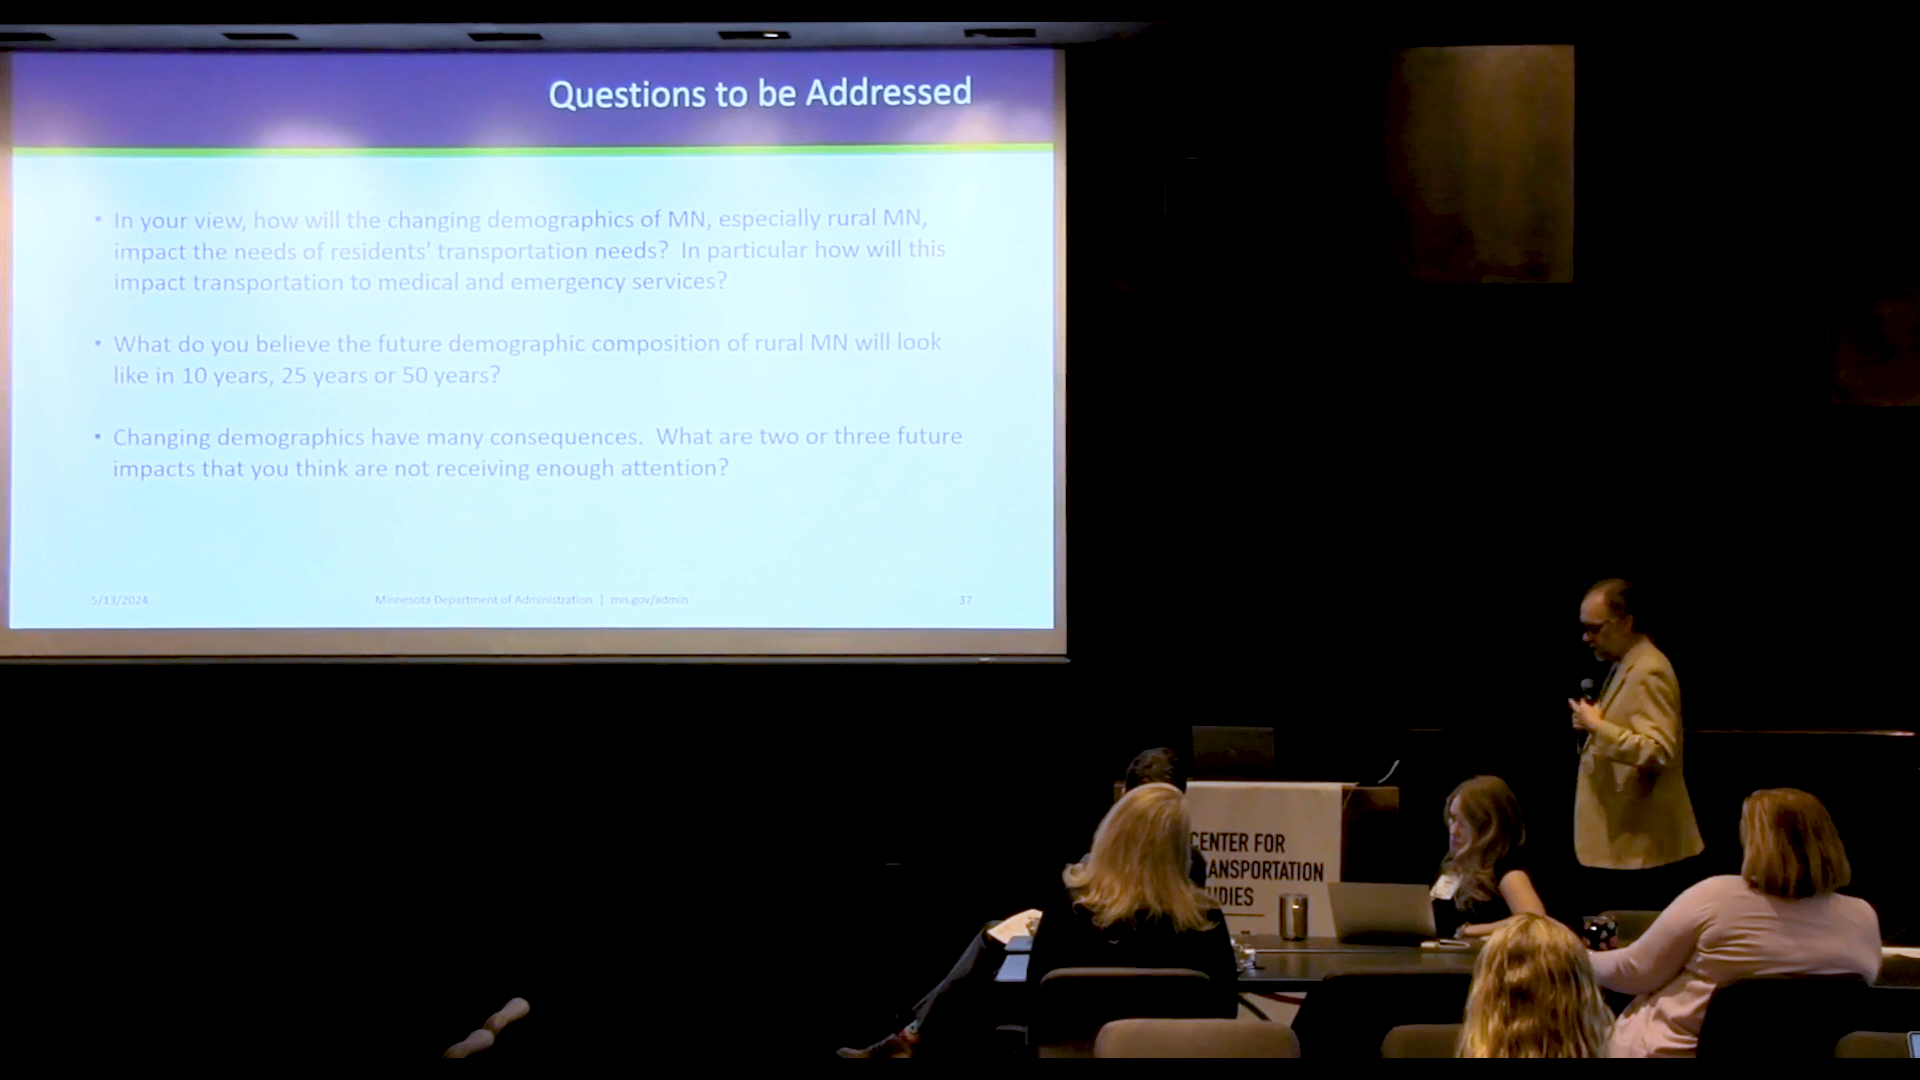 Questions to be Addressed
• In your view, how will the changing demographics of MN, especially rural MN,
impact the needs of residents' transportation needs?  In particular how will this
impact transportation to medical and emergency services?
• What do you believe the future demographic composition of rural MN will look
like in 10 years, 25 years or 50 years?
• Changing demographics have many consequences.  What are two or three future
impacts that you think are not receiving enough attention?
5/13/2024
Minnesota Department of Administration | mn.gov/admin
37
CENTER FOR
ANSPORTATION
UDIES